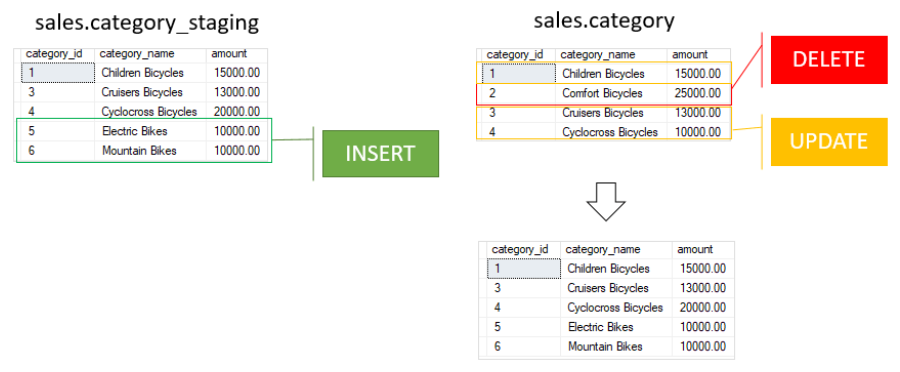 sales.category_staging
category_id category_name amount
1 Children Bicycles 15000.00
3 Cruisers Bicycles 13000.00
4 Cyclocross Bicycles 20000.00
5 Electric Bikes 10000.00
6 Mountain Bikes 10000.00
INSERT
sales.category
category_id category_name amount
1 Children Bicycles 15000.00
2 Comfort Bicycles 25000.00
3 Cruisers Bicycles 13000.00
4 Cyclocross Bicycles 10000.00
DELETE
UPDATE
category_id category_name amount
1 Children Bicycles 15000.00
3 Cruisers Bicycles 13000.00
4 Cyclocross Bicycles 20000.00
5 Electric Bikes 10000.00
6 Mountain Bikes 10000.00